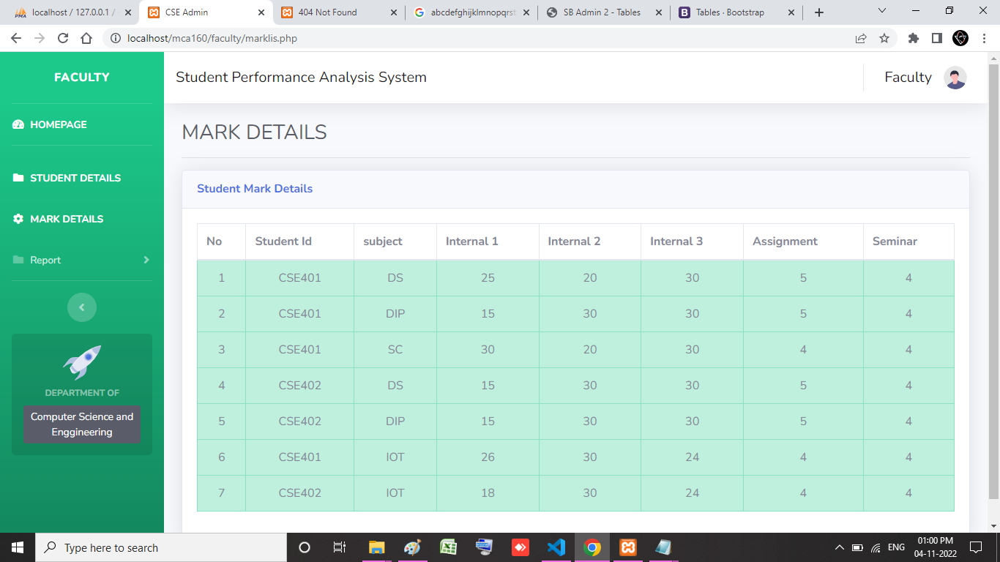 localhost / 127.0.0.1 /
CSE Admin
404 Not Found
abcdefghijklmnopqrst
SB Admin 2 - Tables
Tables · Bootstrap
localhost/mca160/faculty/marklis.php
FACULTY
Student Performance Analysis System
Faculty
HOMEPAGE
STUDENT DETAILS
MARK DETAILS
Report
DEPARTMENT OF
Computer Science and
Enggineering
MARK DETAILS
Student Mark Details
No Student Id subject Internal 1 Internal 2 Internal 3 Assignment Seminar
1 CSE401 DS 25 20 30 5 4
2 CSE401 DIP 15 30 30 5 4
3 CSE401 SC 30 20 30 4 4
4 CSE402 DS 15 30 30 5 4
5 CSE402 DIP 15 30 30 5 4
6 CSE401 IOT 26 30 24 4 4
7 CSE402 IOT 18 30 24 4 4
Type here to search
ENG
01:00 PM
04-11-2022